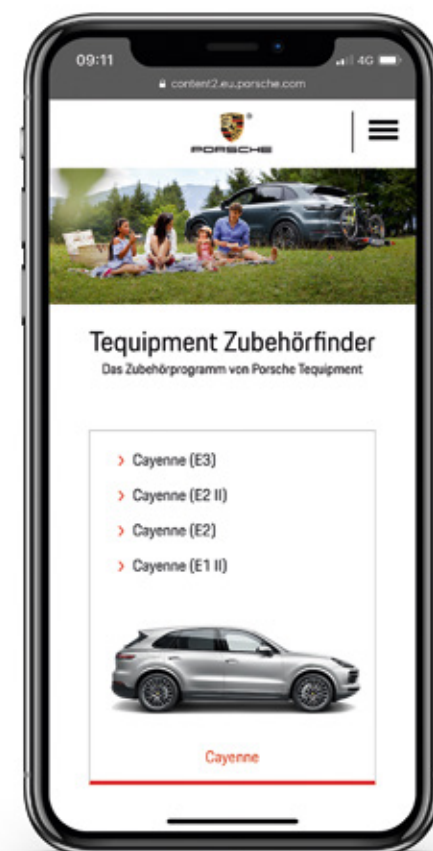 09:11
4G
content2.eu.porsche.com
PORSCHE
Tequipment Zubehörfinder
Das Zubehörprogramm von Porsche Tequipment
Cayenne (E3)
Cayenne (E2 II)
Cayenne (E2)
Cayenne (E1 II)
Cayenne